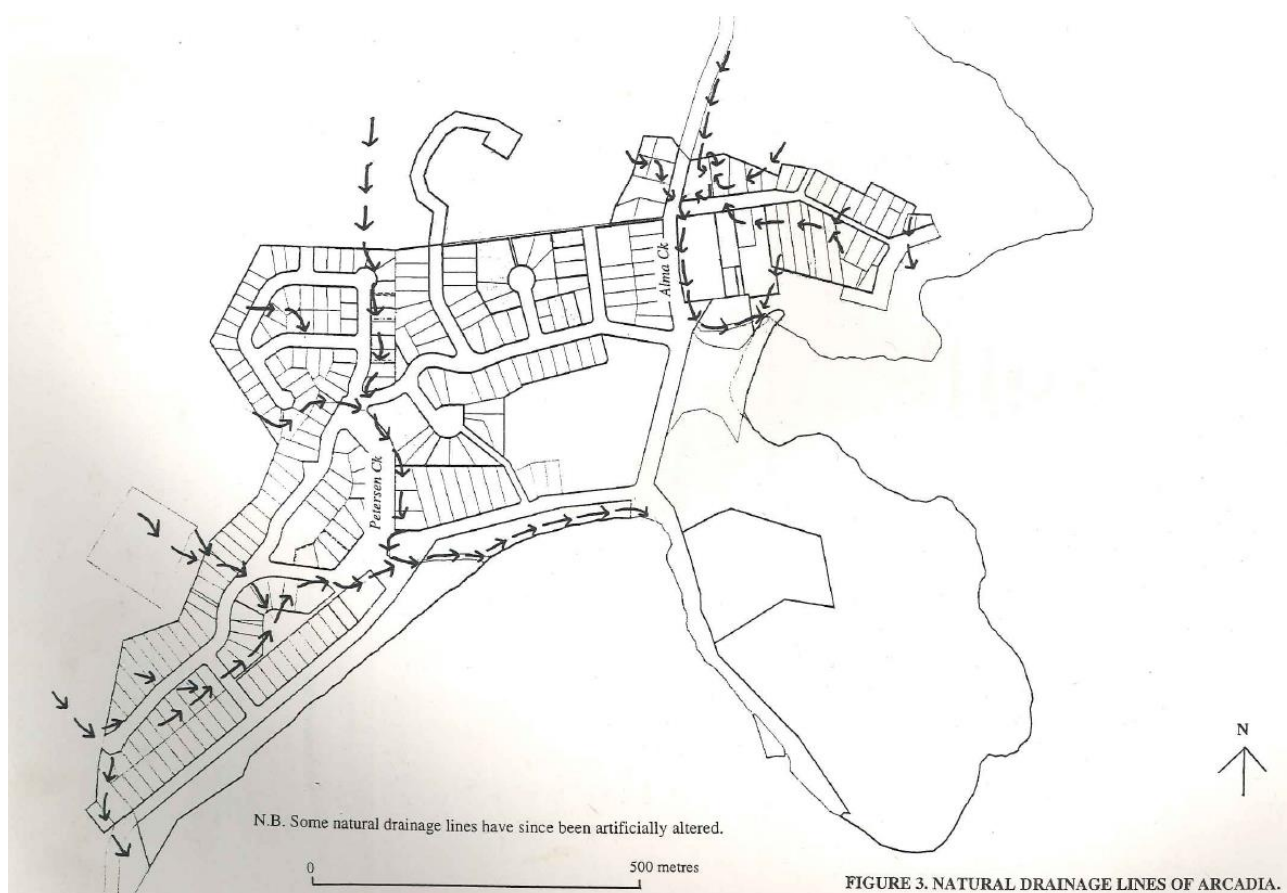 Alma Ck
Petersen Ck
N
N.B. Some natural drainage lines have since been artificially altered.
0 500 metres
FIGURE 3. NATURAL DRAINAGE LINES OF ARCADIA.